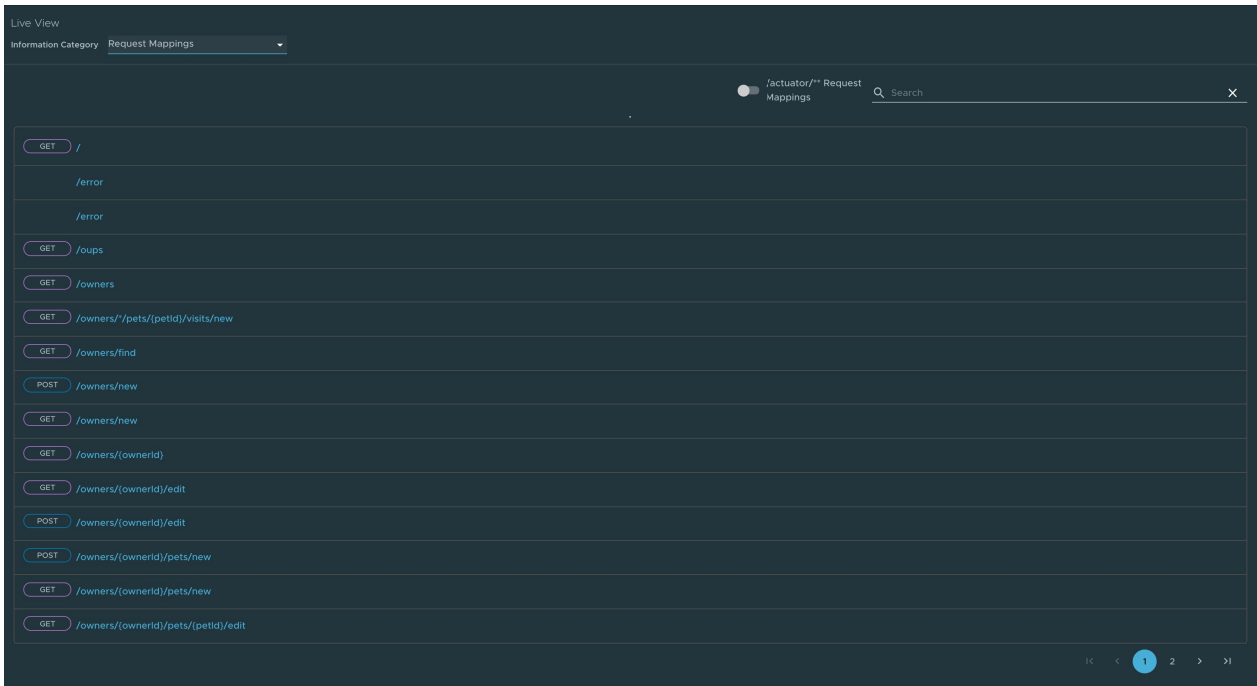 Live View
Information Category Request Mappings
/actuator/** Request
Mappings
Search
GET /
/error
/error
GET /oups
GET /owners
GET /owners/*/pets/{petId}/visits/new
GET /owners/find
POST /owners/new
GET /owners/new
GET /owners/{ownerId}
GET /owners/{ownerId}/edit
POST /owners/{ownerId}/edit
POST /owners/{ownerId}/pets/new
GET /owners/{ownerId}/pets/new
GET /owners/{ownerId}/pets/{petId}/edit
1 2